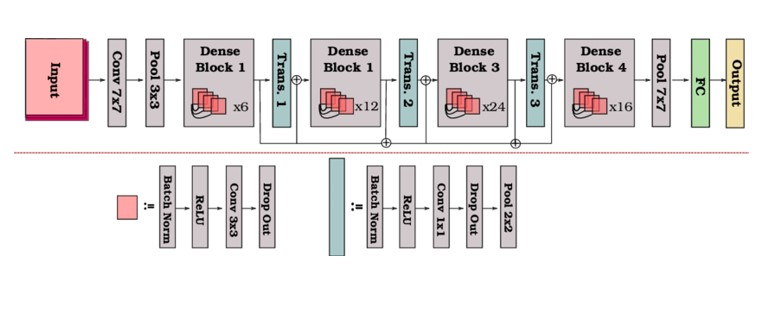 Input
Conv 7x7
Pool 3x3
Dense
Block 1
x6
Trans. 1
Dense
Block 1
x12
Trans. 2
Dense
Block 3
x24
Trans. 3
Dense
Block 4
x16
Pool 7x7
FC
Output
:=
Batch Norm
ReLU
Conv 3x3
Drop Out
:=
Batch Norm
ReLU
Conv 1x1
Drop Out
Pool 2x2